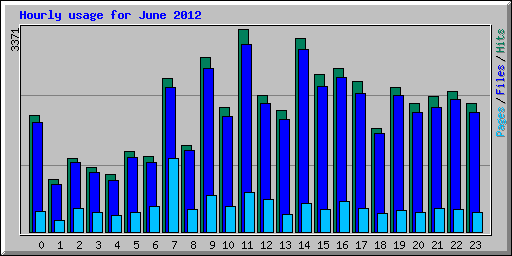 Hourly usage for June 2012
3371
Pages / Files / Hits
0 1 2 3 4 5 6 7 8 9 10 11 12 13 14 15 16 17 18 19 20 21 22 23